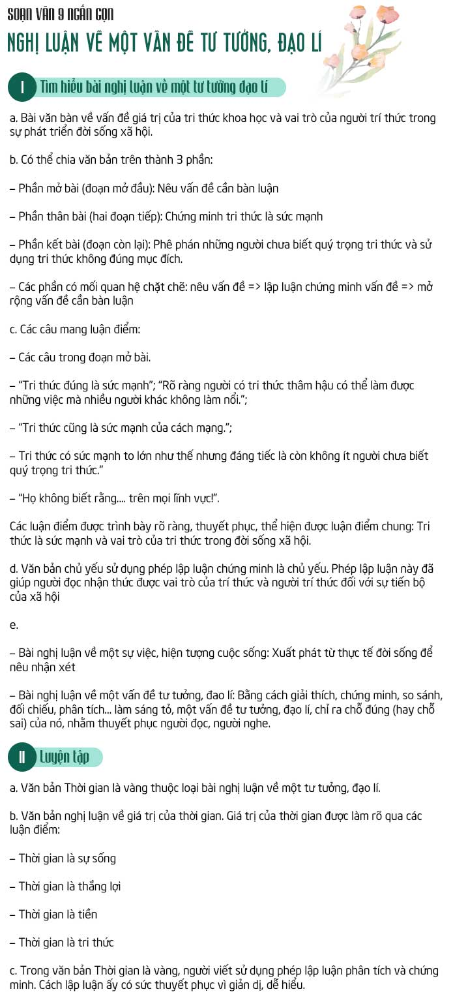 SOẠN VĂN 9 NGẮN GỌN
NGHỊ LUẬN VỀ MỘT VẤN ĐỀ TƯ TƯỞNG, ĐẠO LÍ
I Tìm hiểu bài nghị luận về một tư tưởng đạo lí
a. Bài văn bàn về vấn đề giá trị của tri thức khoa học và vai trò của người trí thức trong
sự phát triển đời sống xã hội.
b. Có thể chia văn bản trên thành 3 phần:
– Phần mở bài (đoạn mở đầu): Nêu vấn đề cần bàn luận
– Phần thân bài (hai đoạn tiếp): Chứng minh tri thức là sức mạnh
– Phần kết bài (đoạn còn lại): Phê phán những người chưa biết quý trọng tri thức và sử
dụng tri thức không đúng mục đích.
– Các phần có mối quan hệ chặt chẽ: nêu vấn đề => lập luận chứng minh vấn đề => mở
rộng vấn đề cần bàn luận
c. Các câu mang luận điểm:
– Các câu trong đoạn mở bài.
– “Tri thức đúng là sức mạnh”; “Rõ ràng người có tri thức thâm hậu có thể làm được
những việc mà nhiều người khác không làm nổi.”;
– “Tri thức cũng là sức mạnh của cách mạng.”;
– Tri thức có sức mạnh to lớn như thế nhưng đáng tiếc là còn không ít người chưa biết
quý trọng tri thức.”
– “Họ không biết rằng.... trên mọi lĩnh vực!”.
Các luận điểm được trình bày rõ ràng, thuyết phục, thể hiện được luận điểm chung: Tri
thức là sức mạnh và vai trò của tri thức trong đời sống xã hội.
d. Văn bản chủ yếu sử dụng phép lập luận chứng minh là chủ yếu. Phép lập luận này đã
giúp người đọc nhận thức được vai trò của trí thức và người trí thức đối với sự tiến bộ
của xã hội
e.
– Bài nghị luận về một sự việc, hiện tượng cuộc sống: Xuất phát từ thực tế đời sống để
nêu nhận xét
– Bài nghị luận về một vấn đề tư tưởng, đao lí: Bằng cách giải thích, chứng minh, so sánh,
đối chiếu, phân tích... làm sáng tỏ, một vấn đề tư tưởng, đạo lí, chỉ ra chỗ đúng (hay chỗ
sai) của nó, nhằm thuyết phục người đọc, người nghe.
II Luyện tập
a. Văn bản Thời gian là vàng thuộc loại bài nghị luận về một tư tưởng, đạo lí.
b. Văn bản nghị luận về giá trị của thời gian. Giá trị của thời gian được làm rõ qua các
luận điểm:
– Thời gian là sự sống
– Thời gian là thắng lợi
– Thời gian là tiền
– Thời gian là tri thức
c. Trong văn bản Thời gian là vàng, người viết sử dụng phép lập luận phân tích và chứng
minh. Cách lập luận ấy có sức thuyết phục vì giản dị, dễ hiểu.